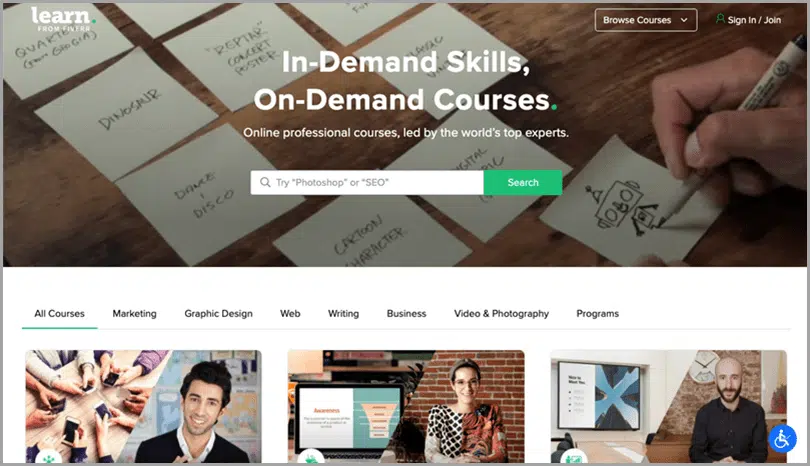 learn.
FROM FIVERR
Browse Courses
Sign In / Join
"REPTAR"
CONCERT
POSTER
DINOSAUR
DANCE
DISCO
CARTOON
CHARACTER
In-Demand Skills,
On-Demand Courses.
Online professional courses, led by the world's top experts.
Try "Photoshop" or "SEO"
Search
All Courses
Marketing
Graphic Design
Web
Writing
Business
Video & Photography
Programs
Awareness